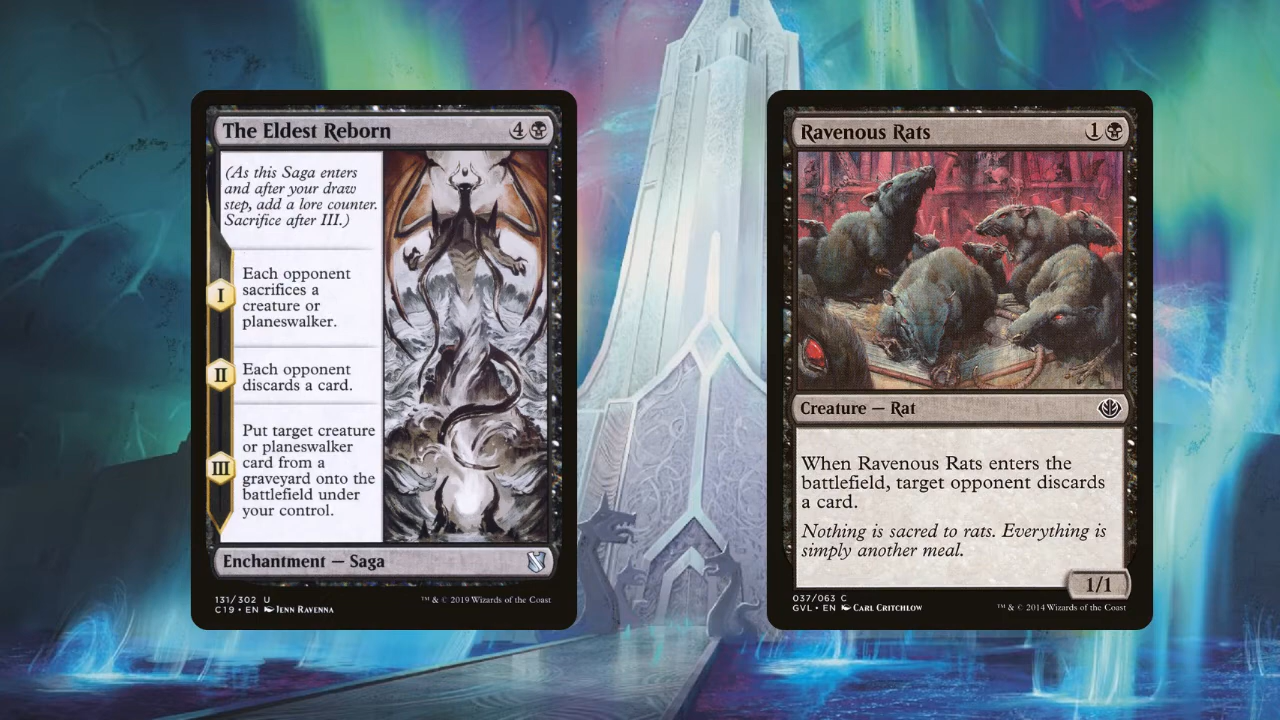 The Eldest Reborn 4
(As this Saga enters
and after your draw
step, add a lore counter.
Sacrifice after III.)
I
Each opponent
sacrifices a
creature or
planeswalker.
II
Each opponent
discards a card.
III
Put target creature
or planeswalker
card from a
graveyard onto the
battlefield under
your control.
Enchantment — Saga
131/302 U
C19 • EN Jenn Ravenna
™ & © 2019 Wizards of the Coast
Ravenous Rats 1
Creature — Rat
When Ravenous Rats enters the
battlefield, target opponent discards
a card.
Nothing is sacred to rats. Everything is
simply another meal.
1/1
037/063 C
GVL • EN Carl Critchlow
™ & © 2014 Wizards of the Coast